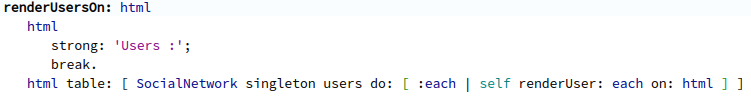 renderUsersOn: html
html
strong: 'Users :';
break.
html table: [ SocialNetwork singleton users do: [ :each | self renderUser: each on: html ] ]